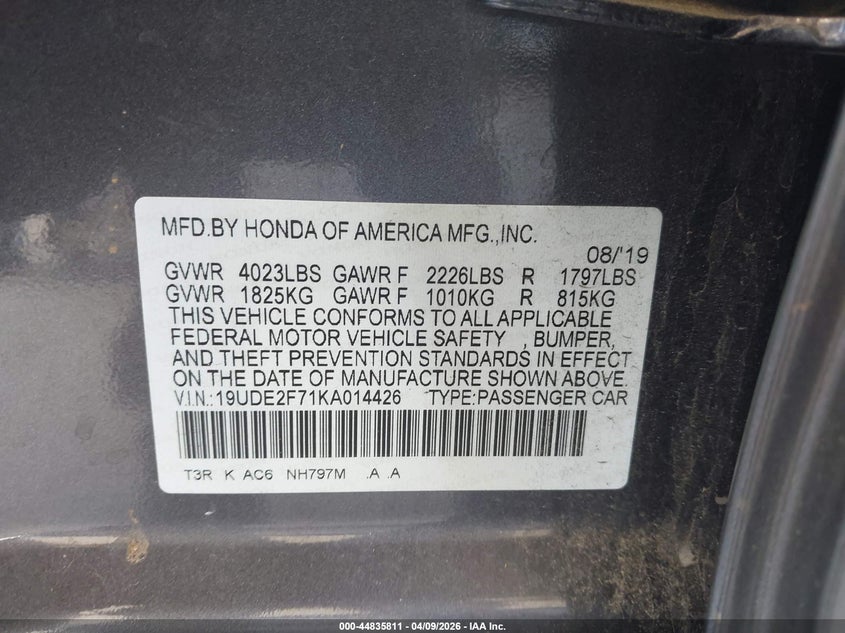 MFD.BY HONDA OF AMERICA MFG.,INC.
08/'19
GVWR 4023LBS GAWR F 2226LBS R 1797LBS
GVWR 1825KG GAWR F 1010KG R 815KG
THIS VEHICLE CONFORMS TO ALL APPLICABLE
FEDERAL MOTOR VEHICLE SAFETY , BUMPER,
AND THEFT PREVENTION STANDARDS IN EFFECT
ON THE DATE OF MANUFACTURE SHOWN ABOVE.
V.I.N.:19UDE2F71KA014426 TYPE:PASSENGER CAR
T3R K AC6 NH797M .A .A
000-44835811 - 04/09/2026 - IAA Inc.